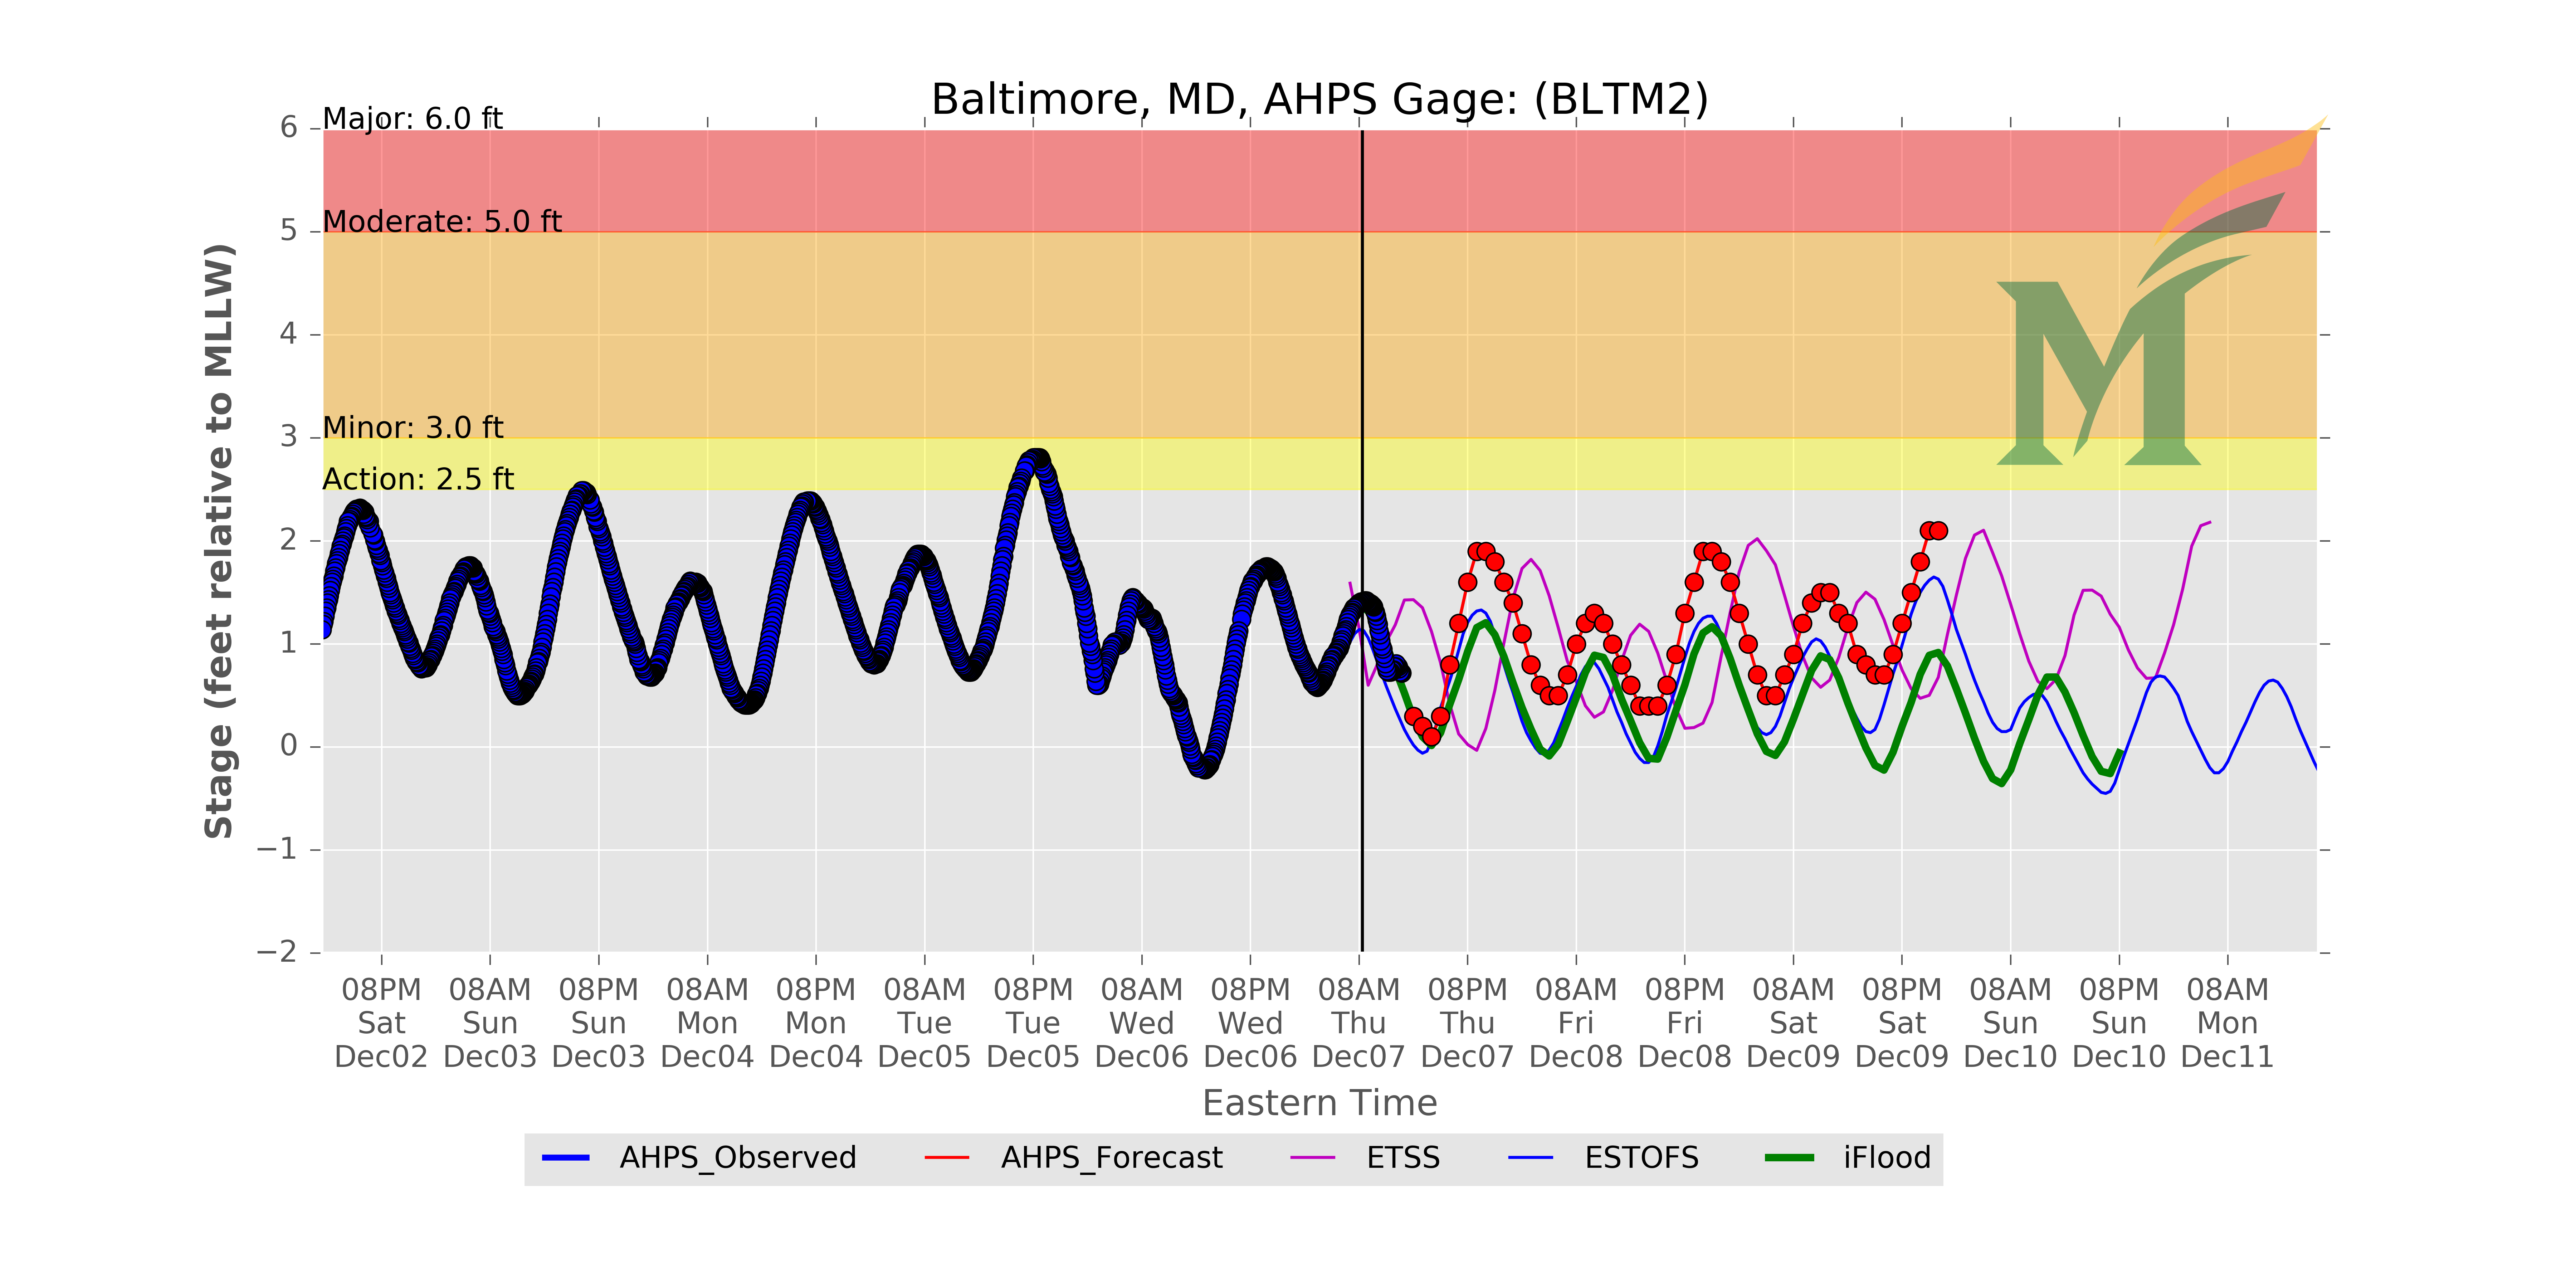 Baltimore, MD, AHPS Gage: (BLTM2)
Major: 6.0 ft
Moderate: 5.0 ft
Minor: 3.0 ft
Action: 2.5 ft
6
5
4
3
2
1
0
−1
−2
Stage (feet relative to MLLW)
M
08PM 08AM 08PM 08AM 08PM 08AM 08PM 08AM 08PM 08AM 08PM 08AM 08PM 08AM 08PM 08AM 08PM 08AM
Sat Sun Sun Mon Mon Tue Tue Wed Wed Thu Thu Fri Fri Sat Sat Sun Sun Mon
Dec02 Dec03 Dec03 Dec04 Dec04 Dec05 Dec05 Dec06 Dec06 Dec07 Dec07 Dec08 Dec08 Dec09 Dec09 Dec10 Dec10 Dec11
Eastern Time
AHPS_Observed AHPS_Forecast ETSS ESTOFS iFlood